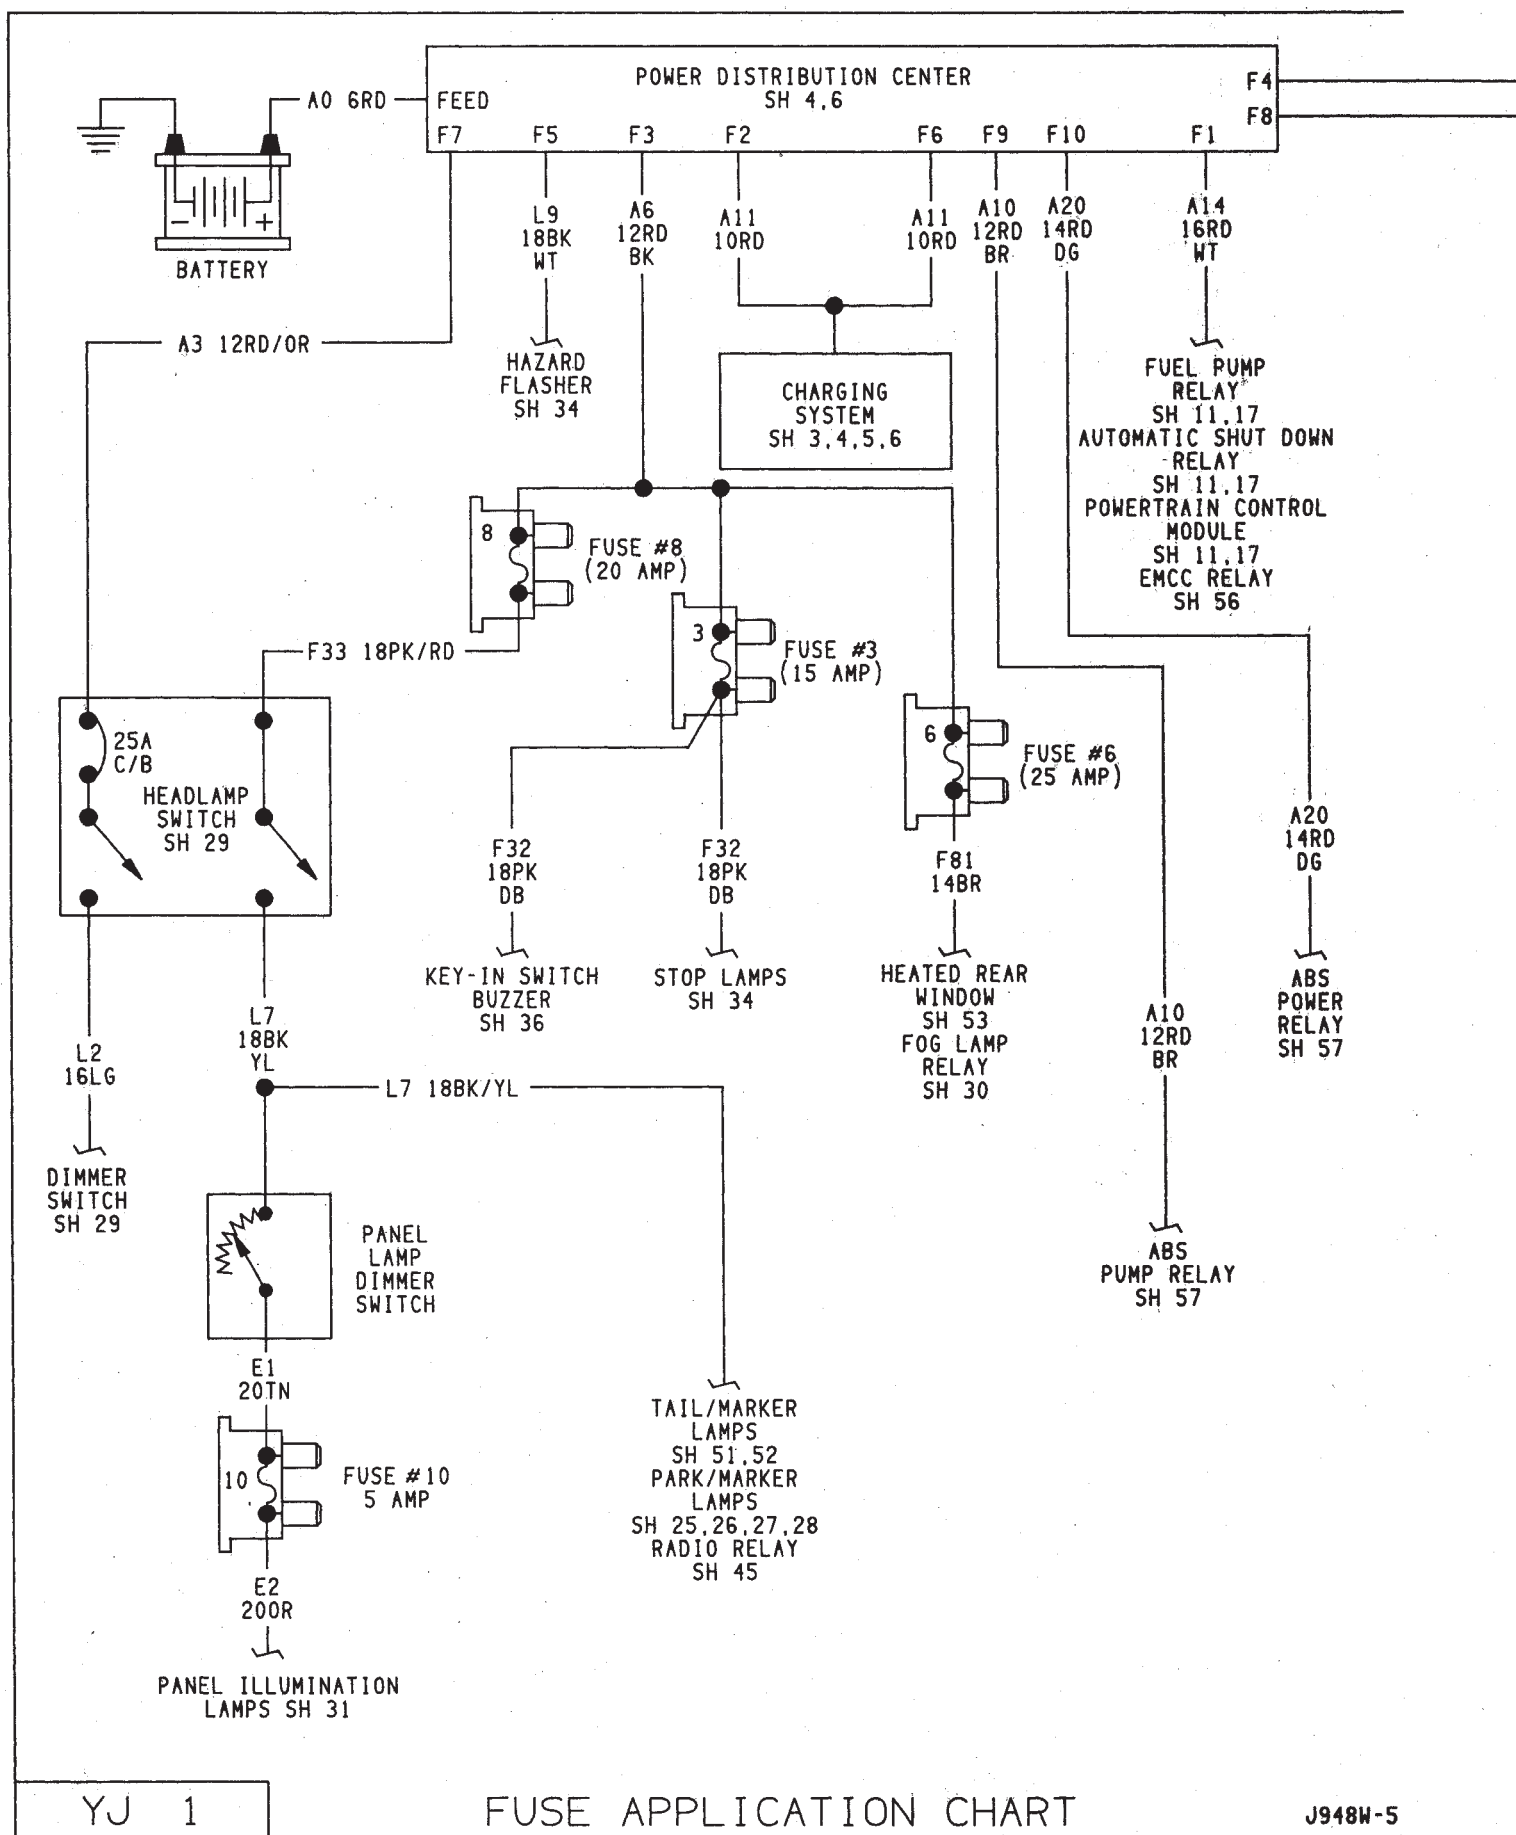 POWER DISTRIBUTION CENTER
SH 4,6
F4
F8
A0 6RD
FEED
F7
F5
F3
F2
F6
F9
F10
F1
- +
BATTERY
L9
18BK
WT
A6
12RD
BK
A11
10RD
A11
10RD
A10
12RD
BR
A20
14RD
DG
A14
16RD
WT
A3 12RD/OR
HAZARD
FLASHER
SH 34
CHARGING
SYSTEM
SH 3,4,5,6
FUEL PUMP
RELAY
SH 11,17
AUTOMATIC SHUT DOWN
RELAY
SH 11,17
POWERTRAIN CONTROL
MODULE
SH 11,17
EMCC RELAY
SH 56
8
FUSE #8
(20 AMP)
F33 18PK/RD
3
FUSE #3
(15 AMP)
6
FUSE #6
(25 AMP)
25A
C/B
HEADLAMP
SWITCH
SH 29
F32
18PK
DB
F32
18PK
DB
F81
14BR
A20
14RD
DG
KEY-IN SWITCH
BUZZER
SH 36
STOP LAMPS
SH 34
HEATED REAR
WINDOW
SH 53
FOG LAMP
RELAY
SH 30
ABS
POWER
RELAY
SH 57
A10
12RD
BR
L2
16LG
L7
18BK
YL
L7 18BK/YL
DIMMER
SWITCH
SH 29
PANEL
LAMP
DIMMER
SWITCH
ABS
PUMP RELAY
SH 57
E1
20TN
10
FUSE #10
5 AMP
TAIL/MARKER
LAMPS
SH 51,52
PARK/MARKER
LAMPS
SH 25,26,27,28
RADIO RELAY
SH 45
E2
20OR
PANEL ILLUMINATION
LAMPS SH 31
YJ 1
FUSE APPLICATION CHART
J948W-5